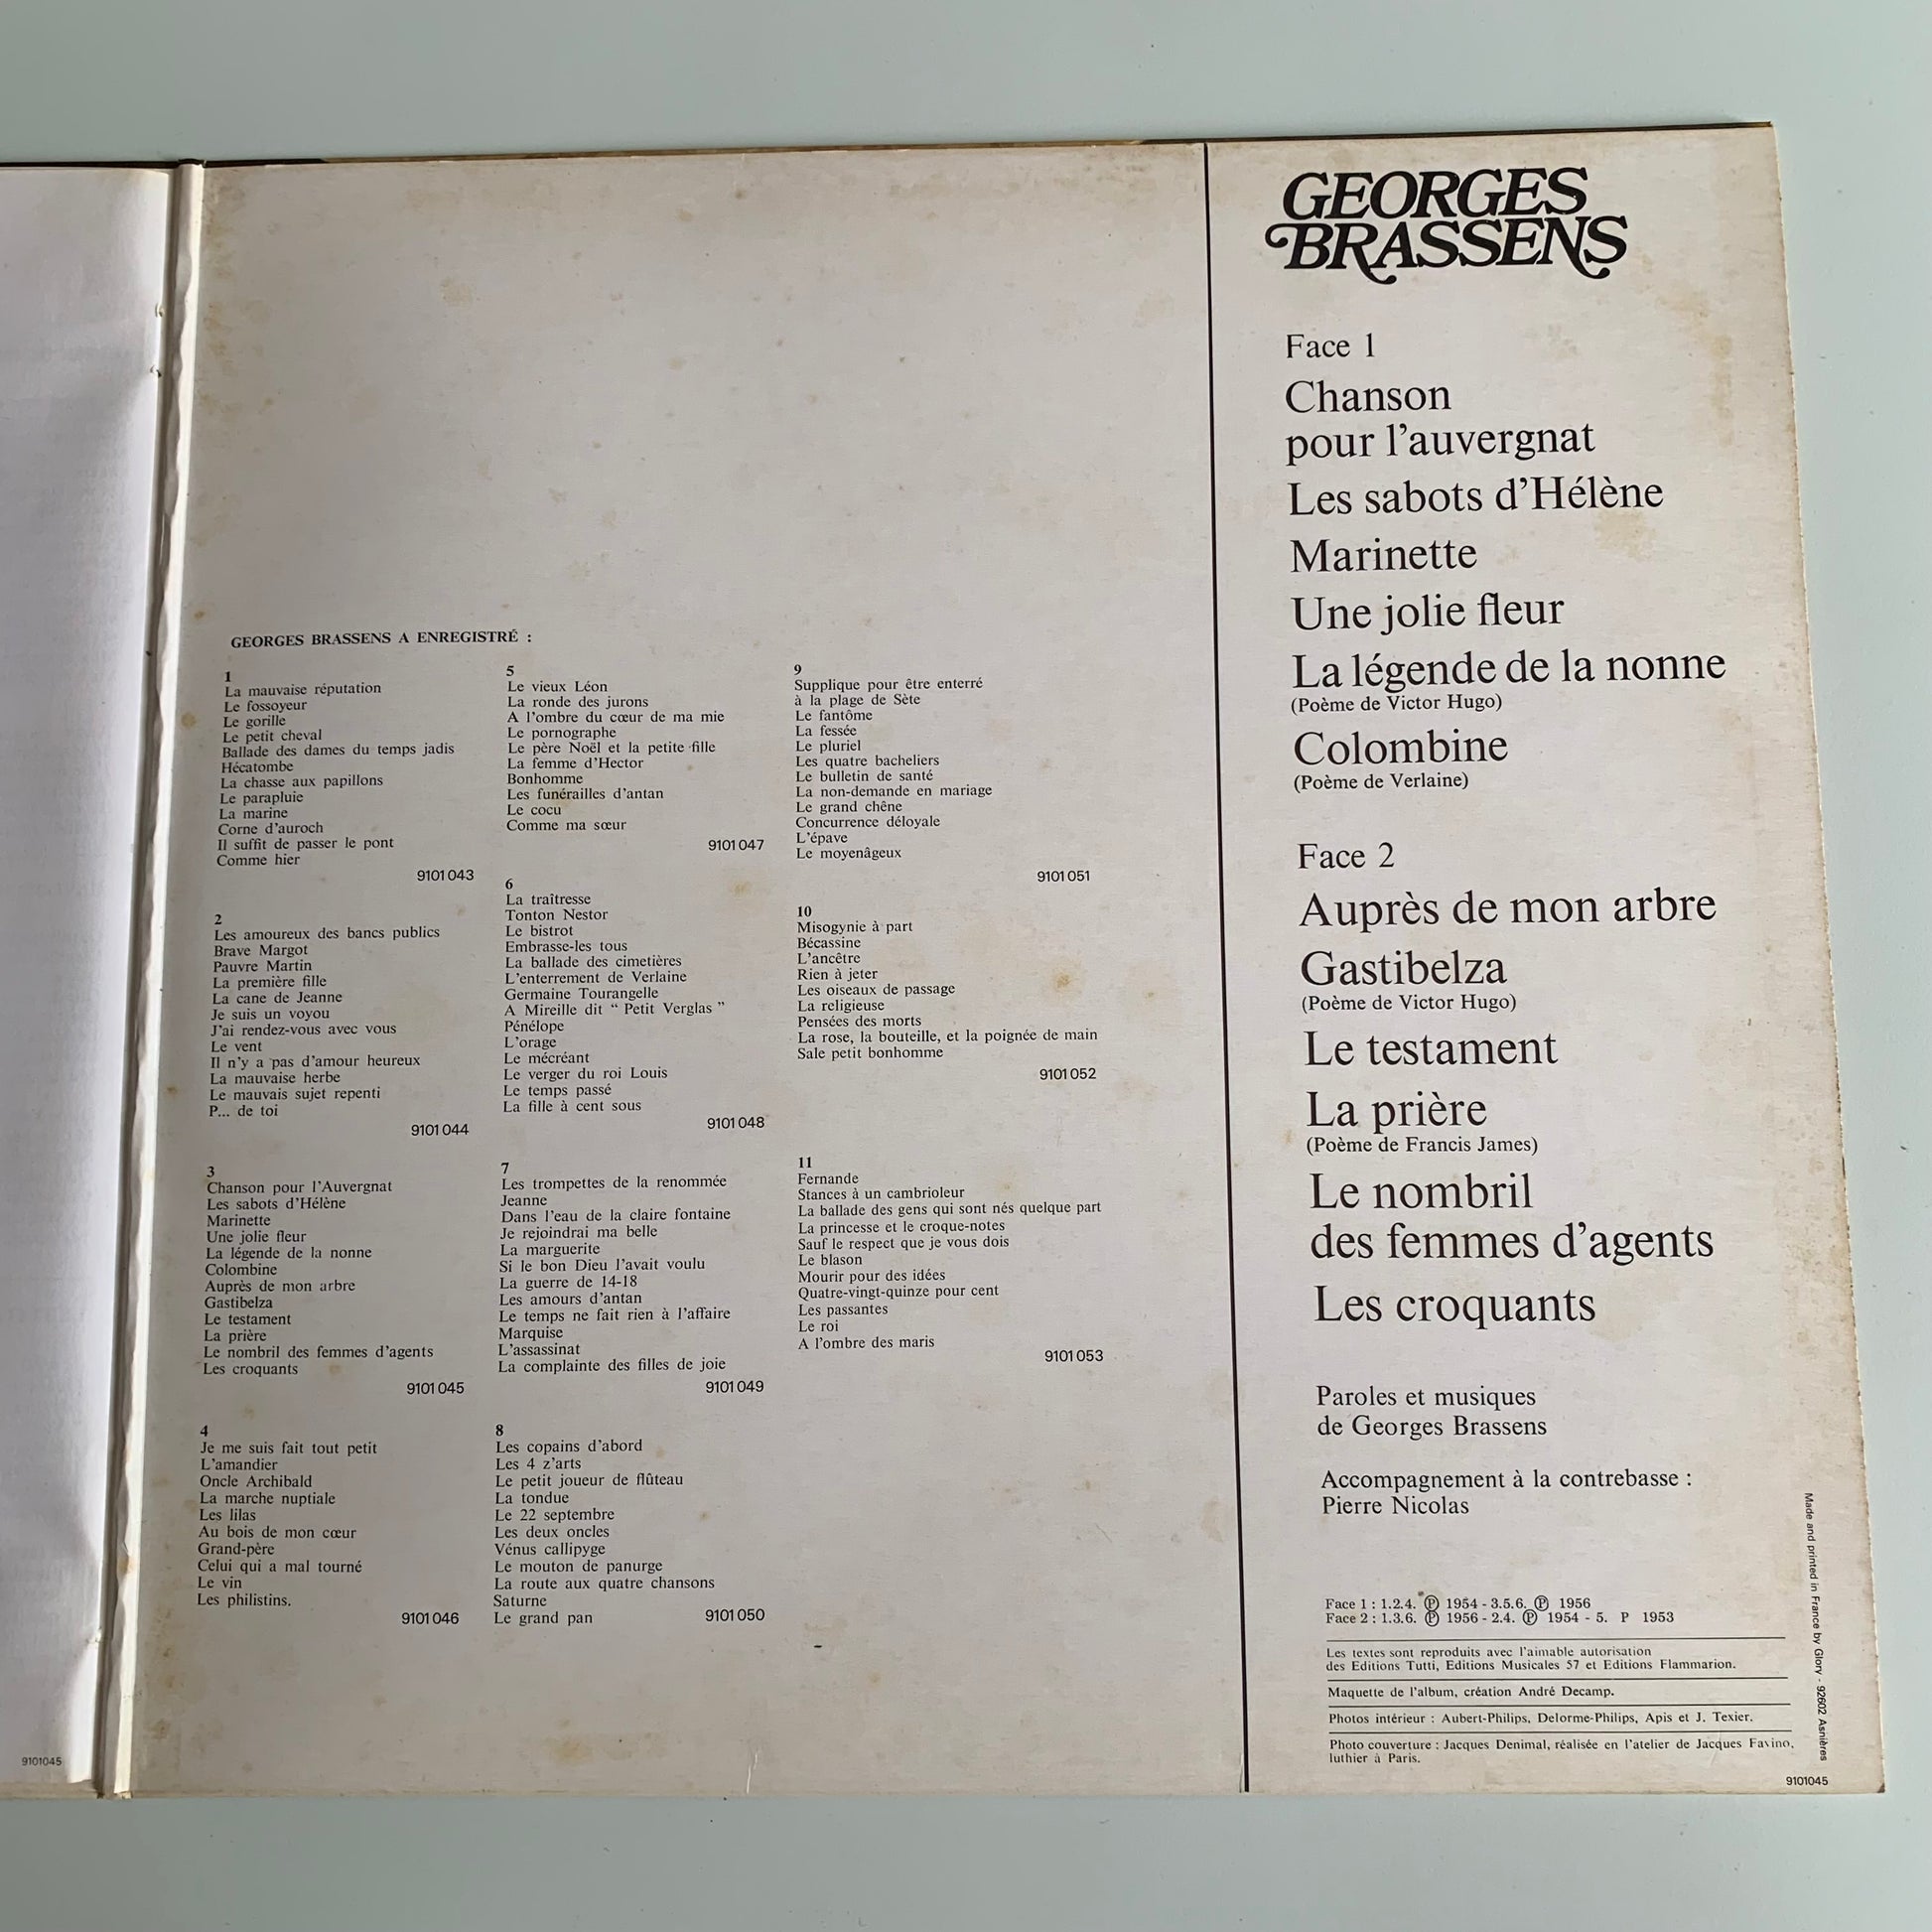 GEORGES BRASSENS A ENREGISTRÉ :
1
La mauvaise réputation
Le fossoyeur
Le gorille
Le petit cheval
Ballade des dames du temps jadis
Hécatombe
La chasse aux papillons
Le parapluie
La marine
Corne d’auroch
Il suffit de passer le pont
Comme hier
9101 043
2
Les amoureux des bancs publics
Brave Margot
Pauvre Martin
La première fille
La cane de Jeanne
Je suis un voyou
J’ai rendez-vous avec vous
Le vent
Il n’y a pas d’amour heureux
La mauvaise herbe
Le mauvais sujet repenti
P... de toi
9101 044
3
Chanson pour l’Auvergnat
Les sabots d’Hélène
Marinette
Une jolie fleur
La légende de la nonne
Colombine
Auprès de mon arbre
Gastibelza
Le testament
La prière
Le nombril des femmes d’agents
Les croquants
9101 045
4
Je me suis fait tout petit
L’amandier
Oncle Archibald
La marche nuptiale
Les lilas
Au bois de mon cœur
Grand-père
Celui qui a mal tourné
Le vin
Les philistins.
9101 046
5
Le vieux Léon
La ronde des jurons
A l’ombre du cœur de ma mie
Le pornographe
Le père Noël et la petite fille
La femme d’Hector
Bonhomme
Les funérailles d’antan
Le cocu
Comme ma sœur
9101 047
6
La traîtresse
Tonton Nestor
Le bistrot
Embrasse-les tous
La ballade des cimetières
L’enterrement de Verlaine
Germaine Tourangelle
A Mireille dit “ Petit Verglas ”
Pénélope
L’orage
Le mécréant
Le verger du roi Louis
Le temps passé
La fille à cent sous
9101 048
7
Les trompettes de la renommée
Jeanne
Dans l’eau de la claire fontaine
Je rejoindrai ma belle
La marguerite
Si le bon Dieu l’avait voulu
La guerre de 14-18
Les amours d’antan
Le temps ne fait rien à l’affaire
Marquise
L’assassinat
La complainte des filles de joie
9101 049
8
Les copains d’abord
Les 4 z’arts
Le petit joueur de flûteau
La tondue
Le 22 septembre
Les deux oncles
Vénus callipyge
Le mouton de panurge
La route aux quatre chansons
Saturne
Le grand pan
9101 050
9
Supplique pour être enterré
à la plage de Sète
Le fantôme
La fessée
Le pluriel
Les quatre bacheliers
Le bulletin de santé
La non-demande en mariage
Le grand chêne
Concurrence déloyale
L’épave
Le moyenâgeux
9101 051
10
Misogynie à part
Bécassine
L’ancêtre
Rien à jeter
Les oiseaux de passage
La religieuse
Pensées des morts
La rose, la bouteille, et la poignée de main
Sale petit bonhomme
9101 052
11
Fernande
Stances à un cambrioleur
La ballade des gens qui sont nés quelque part
La princesse et le croque-notes
Sauf le respect que je vous dois
Le blason
Mourir pour des idées
Quatre-vingt-quinze pour cent
Les passantes
Le roi
A l’ombre des maris
9101 053
GEORGES
BRASSENS
Face 1
Chanson
pour l’auvergnat
Les sabots d’Hélène
Marinette
Une jolie fleur
La légende de la nonne
(Poème de Victor Hugo)
Colombine
(Poème de Verlaine)
Face 2
Auprès de mon arbre
Gastibelza
(Poème de Victor Hugo)
Le testament
La prière
(Poème de Francis James)
Le nombril
des femmes d’agents
Les croquants
Paroles et musiques
de Georges Brassens
Accompagnement à la contrebasse :
Pierre Nicolas
Face 1 : 1.2.4. Ⓟ 1954 - 3.5.6. Ⓟ 1956
Face 2 : 1.3.6. Ⓟ 1956 - 2.4. Ⓟ 1954 - 5. P 1953
Les textes sont reproduits avec l’aimable autorisation
des Editions Tutti, Editions Musicales 57 et Editions Flammarion.
Maquette de l’album, création André Decamp.
Photos intérieur : Aubert-Philips, Delorme-Philips, Apis et J. Texier.
Photo couverture : Jacques Denimal, réalisée en l’atelier de Jacques Favino,
luthier à Paris.
Made and printed in France by Glory - 92602 Asnières
9101045
9101045